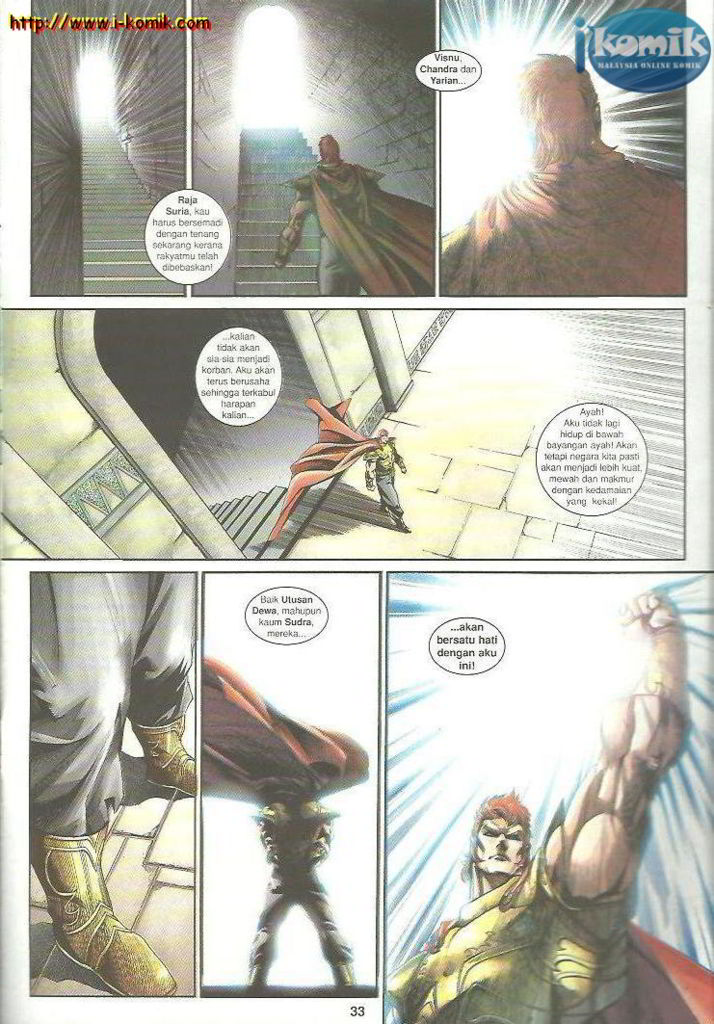 http://www.i-komik.com
ikomik
MALAYSIA ONLINE KOMIK
Raja
Suria, kau
harus bersemadi
dengan tenang
sekarang kerana
rakyatmu telah
dibebaskan!
Visnu,
Chandra dan
Yarian...
...kalian
tidak akan
sia-sia menjadi
korban. Aku akan
terus berusaha
sehingga terkabul
harapan
kalian...
Ayah!
Aku tidak lagi
hidup di bawah
bayangan ayah! Akan
tetapi negara kita pasti
akan menjadi lebih kuat,
mewah dan makmur
dengan kedamaian
yang kekal!
Baik Utusan
Dewa, mahupun
kaum Sudra,
mereka...
...akan
bersatu hati
dengan aku
ini!
33